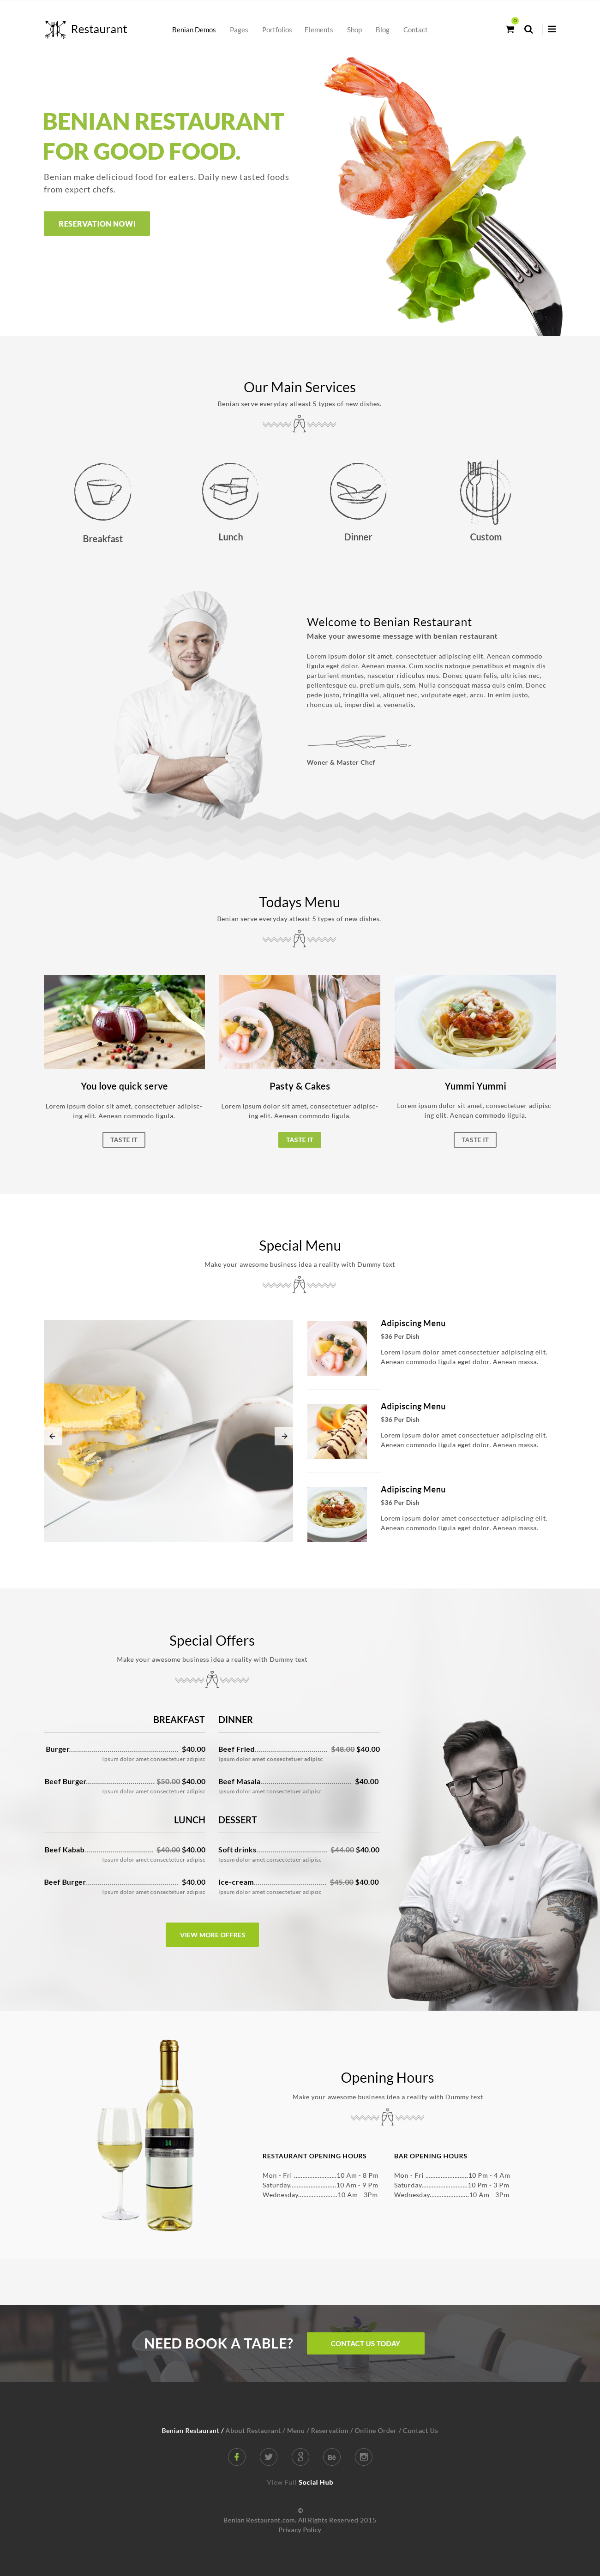 Restaurant
Benian Demos Pages Portfolios Elements Shop Blog Contact
0
BENIAN RESTAURANT
FOR GOOD FOOD.
Benian make delicioud food for eaters. Daily new tasted foods
from expert chefs.
RESERVATION NOW!
Our Main Services
Benian serve everyday atleast 5 types of new dishes.
Breakfast
Lunch
Dinner
Custom
Welcome to Benian Restaurant
Make your awesome message with benian restaurant
Lorem ipsum dolor sit amet, consectetuer adipiscing elit. Aenean commodo
ligula eget dolor. Aenean massa. Cum sociis natoque penatibus et magnis dis
parturient montes, nascetur ridiculus mus. Donec quam felis, ultricies nec,
pellentesque eu, pretium quis, sem. Nulla consequat massa quis enim. Donec
pede justo, fringilla vel, aliquet nec, vulputate eget, arcu. In enim justo,
rhoncus ut, imperdiet a, venenatis.
Woner & Master Chef
Todays Menu
Benian serve everyday atleast 5 types of new dishes.
You love quick serve
Lorem ipsum dolor sit amet, consectetuer adipisc-
ing elit. Aenean commodo ligula.
TASTE IT
Pasty & Cakes
Lorem ipsum dolor sit amet, consectetuer adipisc-
ing elit. Aenean commodo ligula.
TASTE IT
Yummi Yummi
Lorem ipsum dolor sit amet, consectetuer adipisc-
ing elit. Aenean commodo ligula.
TASTE IT
Special Menu
Make your awesome business idea a reality with Dummy text
Adipiscing Menu
$36 Per Dish
Lorem ipsum dolor amet consectetuer adipiscing elit.
Aenean commodo ligula eget dolor. Aenean massa.
Adipiscing Menu
$36 Per Dish
Lorem ipsum dolor amet consectetuer adipiscing elit.
Aenean commodo ligula eget dolor. Aenean massa.
Adipiscing Menu
$36 Per Dish
Lorem ipsum dolor amet consectetuer adipiscing elit.
Aenean commodo ligula eget dolor. Aenean massa.
Special Offers
Make your awesome business idea a reality with Dummy text
BREAKFAST
Burger.................................................... $40.00
Ipsum dolor amet consectetuer adipisc
Beef Burger................................. $50.00 $40.00
Ipsum dolor amet consectetuer adipisc
LUNCH
Beef Kabab................................. $40.00 $40.00
Ipsum dolor amet consectetuer adipisc
Beef Burger............................................ $40.00
Ipsum dolor amet consectetuer adipisc
DINNER
Beef Fried.................................. $48.00 $40.00
Ipsum dolor amet consectetuer adipisc
Beef Masala........................................... $40.00
Ipsum dolor amet consectetuer adipisc
DESSERT
Soft drinks.................................. $44.00 $40.00
Ipsum dolor amet consectetuer adipisc
Ice-cream.................................. $45.00 $40.00
Ipsum dolor amet consectetuer adipisc
VIEW MORE OFFRES
Opening Hours
Make your awesome business idea a reality with Dummy text
RESTAURANT OPENING HOURS
Mon - Fri .........................10 Am - 8 Pm
Saturday...........................10 Am - 9 Pm
Wednesday.......................10 Am - 3Pm
BAR OPENING HOURS
Mon - Fri .........................10 Pm - 4 Am
Saturday...........................10 Pm - 3 Pm
Wednesday.......................10 Am - 3Pm
NEED BOOK A TABLE?
CONTACT US TODAY
Benian Restaurant / About Restaurant / Menu / Reservation / Online Order / Contact Us
View Full Social Hub
©
Benian Restaurant.com. All Rights Reserved 2015
Privacy Policy